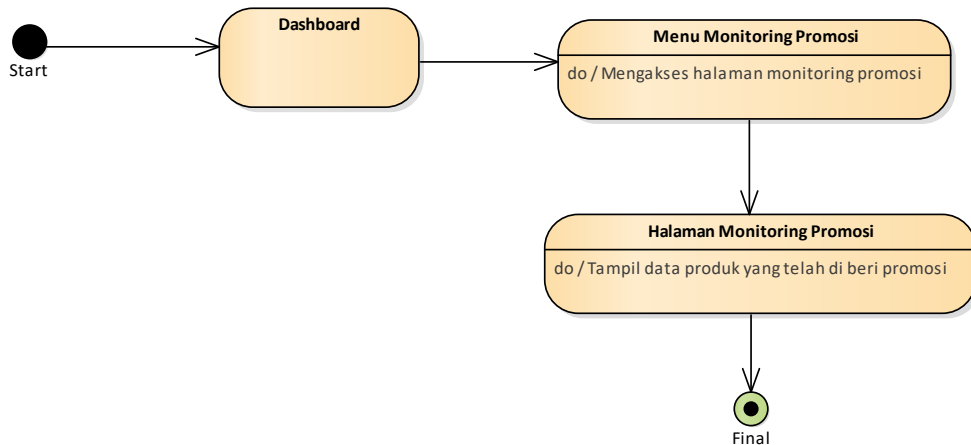 Start
Dashboard
Menu Monitoring Promosi
do / Mengakses halaman monitoring promosi
Halaman Monitoring Promosi
do / Tampil data produk yang telah di beri promosi
Final